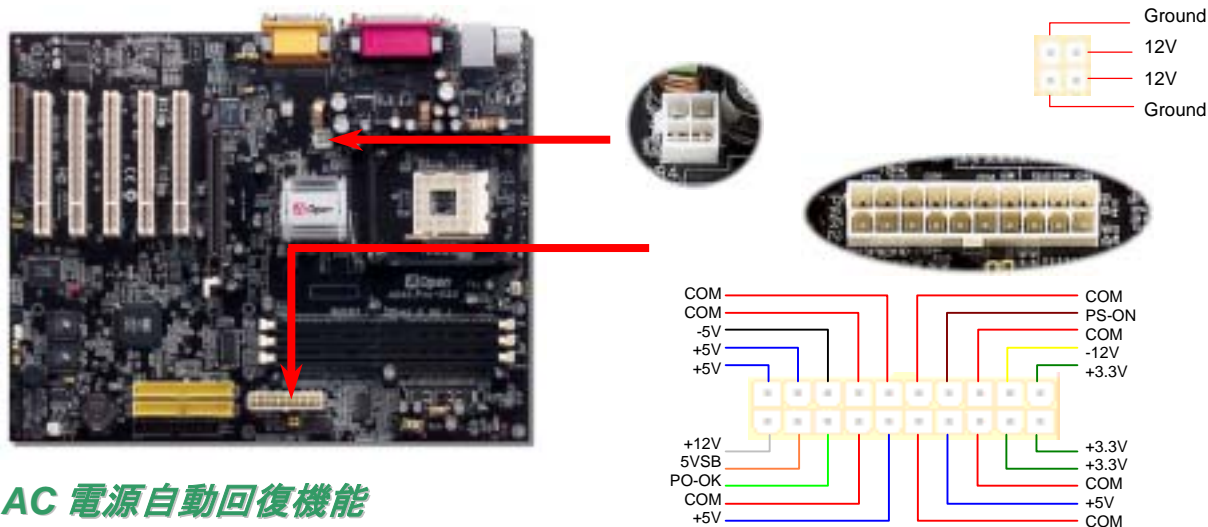 Ground
12V
12V
Ground
AOpen
AOpen
COM
COM
-5V
+5V
+5V
COM
PS-ON
COM
-12V
+3.3V
+12V
5VSB
PO-OK
COM
+5V
+3.3V
+3.3V
COM
+5V
COM
AC 電源自動回復機能